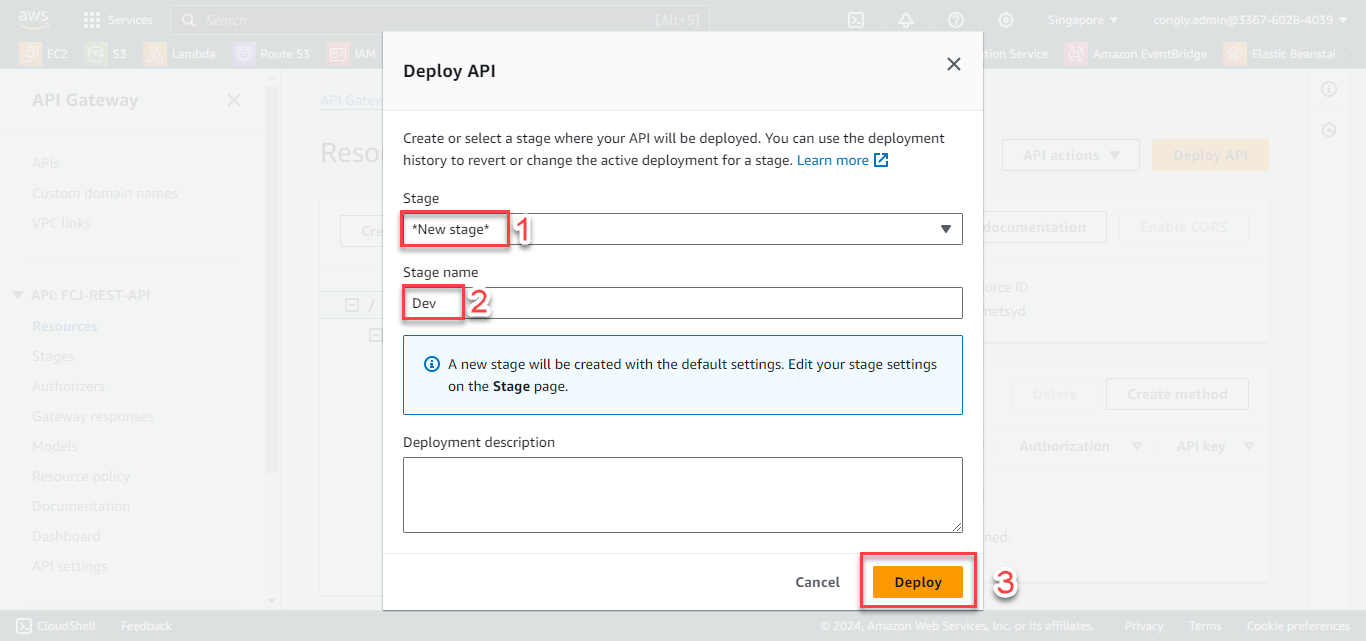 aws
Services
Search
[Alt+S]
Singapore
congly.admin@3367-6028-4039
EC2
S3
Lambda
Route 53
IAM
tion Service
Amazon EventBridge
Elastic Beanstal
API Gateway
APIs
Custom domain names
VPC links
API: FCJ-REST-API
Resources
Stages
Authorizers
Gateway responses
Models
Resource policy
Documentation
Dashboard
API settings
API Gatew
Resou
API actions
Deploy API
Cre
documentation
Enable CORS
/
urce ID
metsyd
Delete
Create method
Authorization
API key
ned.
Deploy API
Create or select a stage where your API will be deployed. You can use the deployment
history to revert or change the active deployment for a stage. Learn more
Stage
*New stage*
1
Stage name
Dev
2
A new stage will be created with the default settings. Edit your stage settings
on the Stage page.
Deployment description
Cancel
Deploy
3
CloudShell
Feedback
© 2024, Amazon Web Services, Inc. or its affiliates.
Privacy
Terms
Cookie preferences